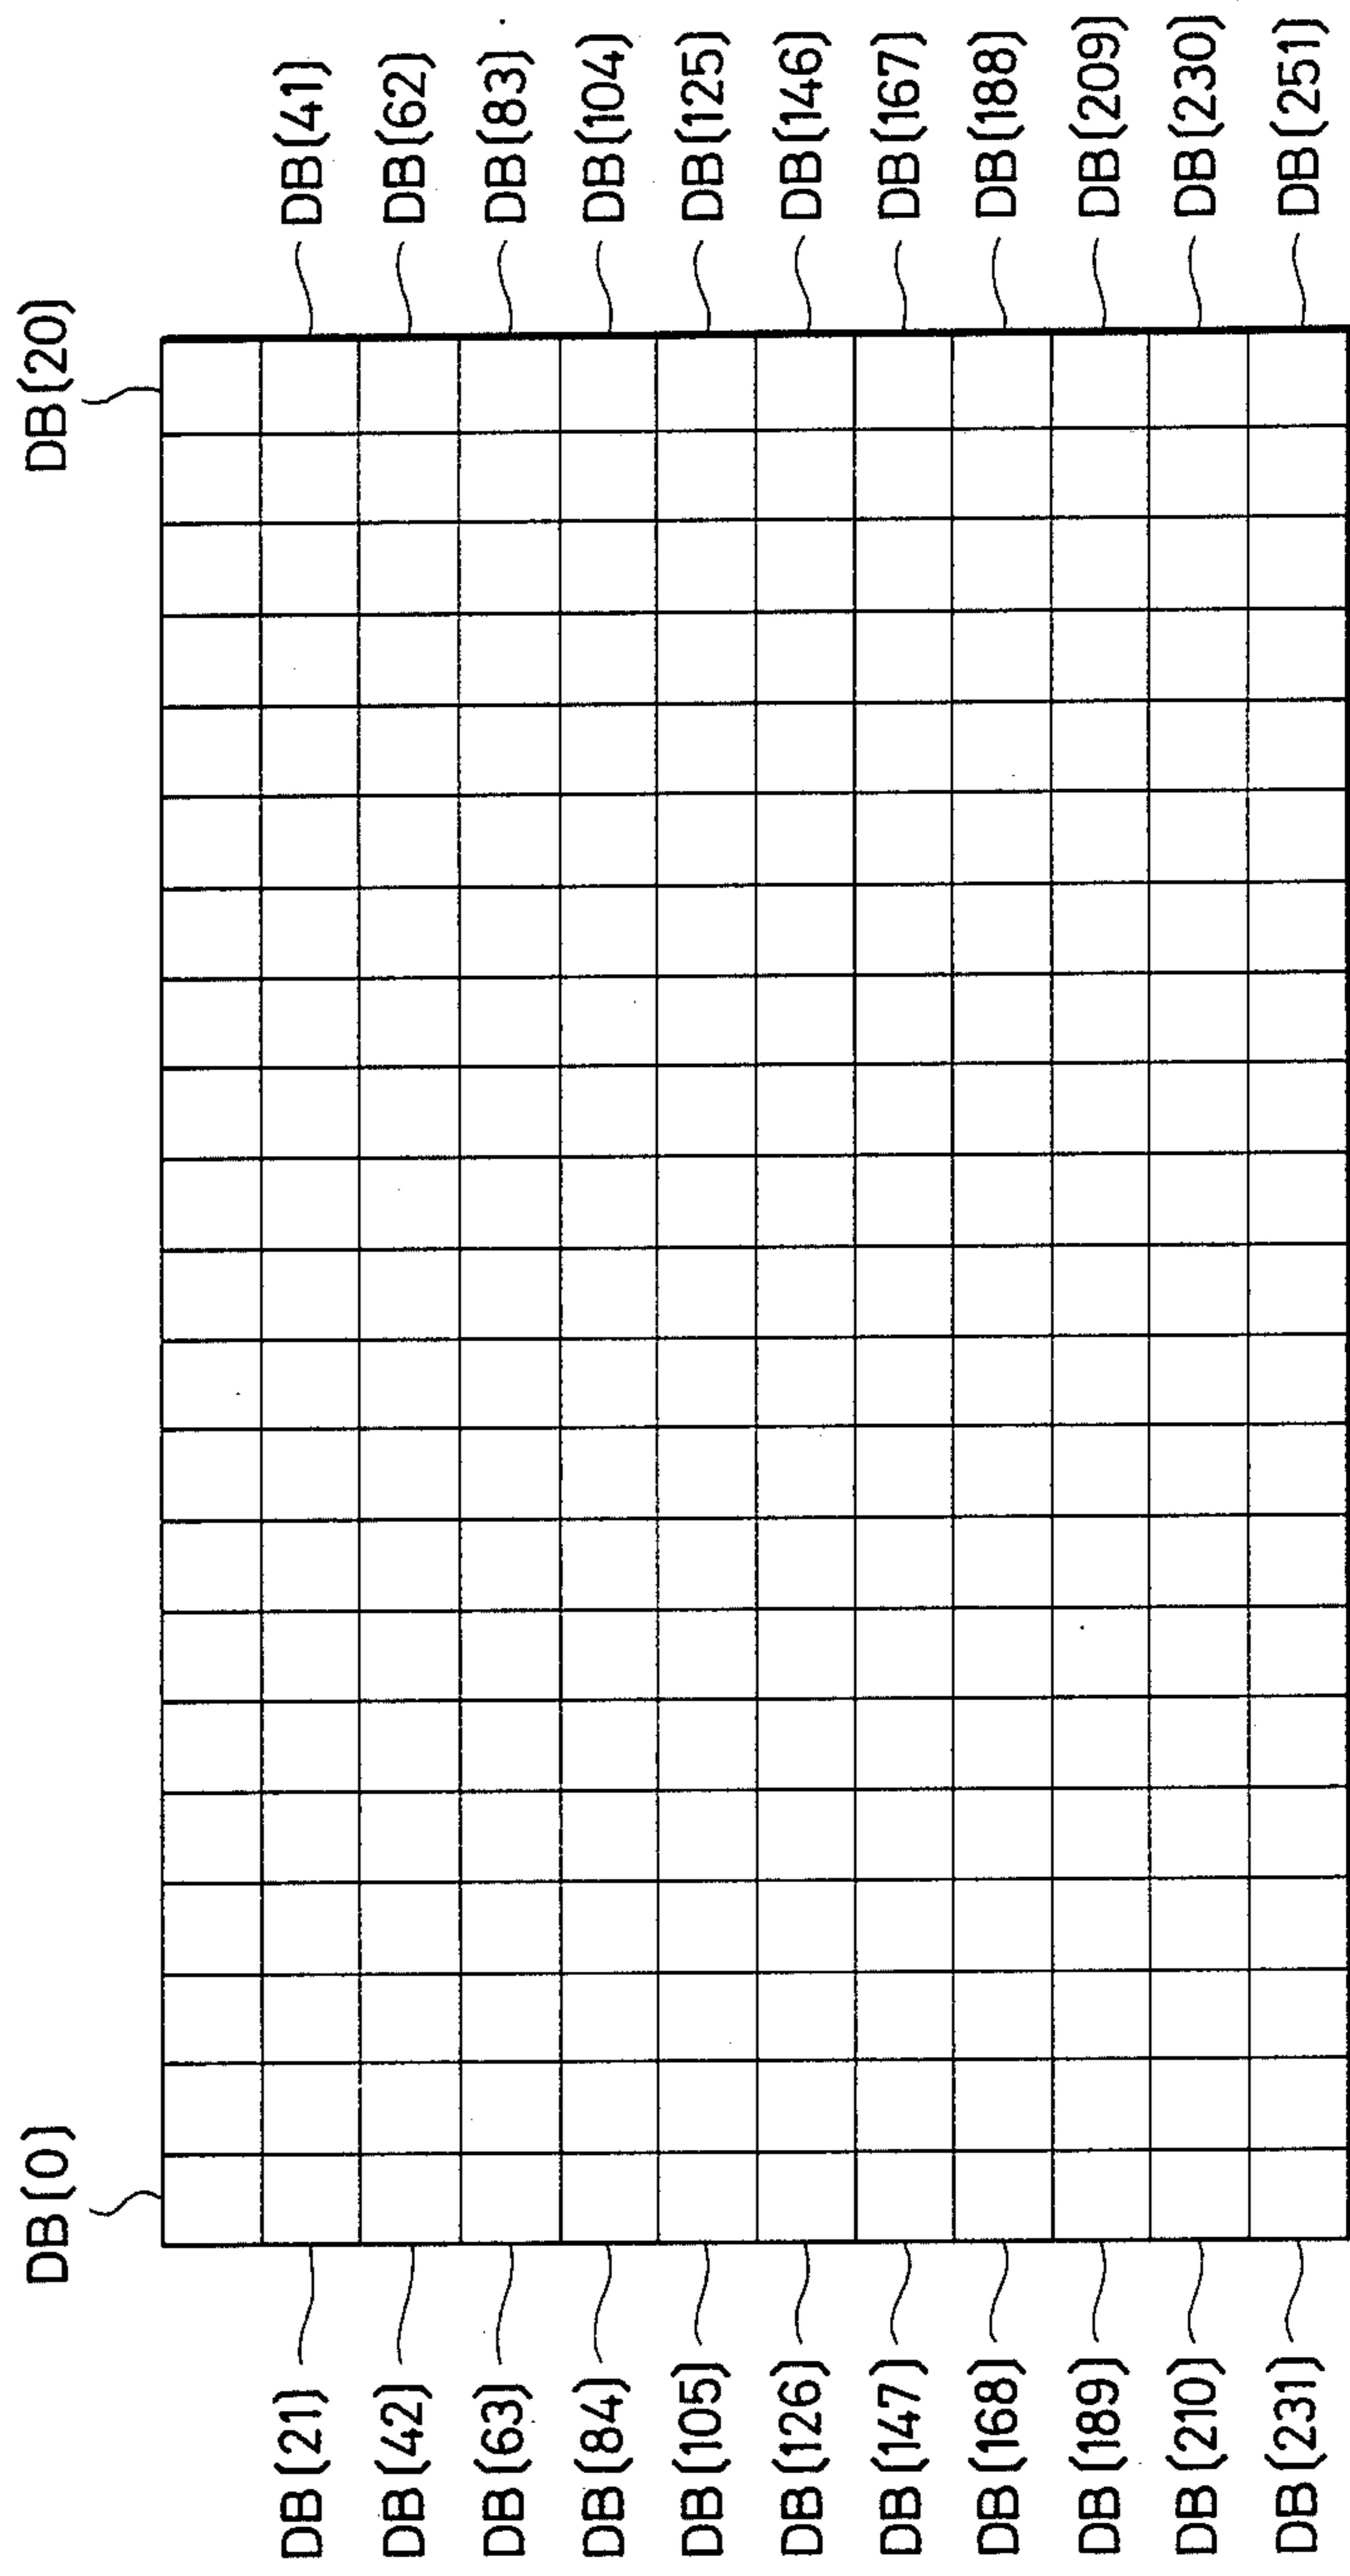 DB(0)
DB(20)
DB(21)
DB(41)
DB(42)
DB(62)
DB(63)
DB(83)
DB(84)
DB(104)
DB(105)
DB(125)
DB(126)
DB(146)
DB(147)
DB(167)
DB(168)
DB(188)
DB(189)
DB(209)
DB(210)
DB(230)
DB(231)
DB(251)